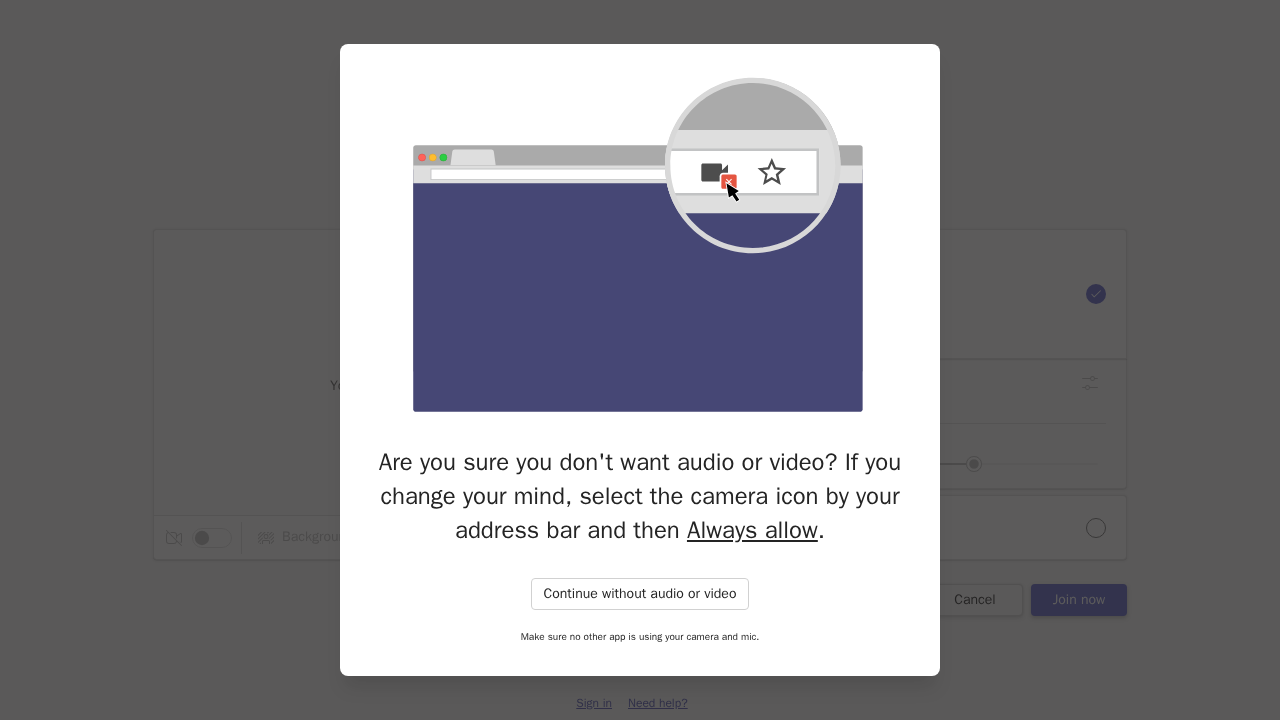 Are you sure you don't want audio or video? If you
change your mind, select the camera icon by your
address bar and then Always allow.
Continue without audio or video
Make sure no other app is using your camera and mic.
Cancel
Join now
Sign in
Need help?